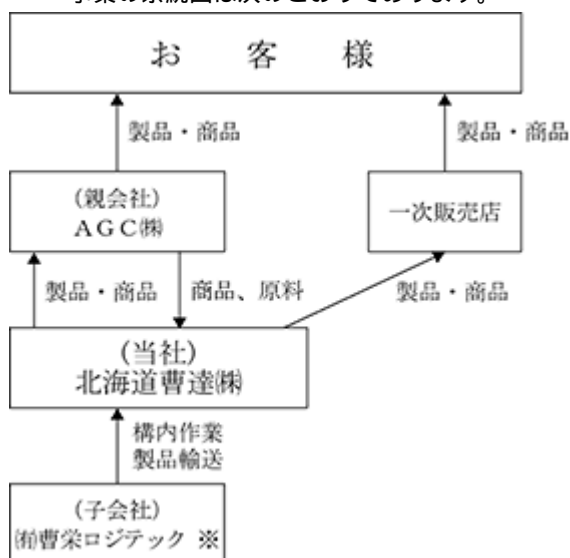 事業の系統図は次のとおりであります。
お客様
製品・商品
製品・商品
(親会社)
AGC㈱
一次販売店
製品・商品
商品、原料
製品・商品
(当社)
北海道曹達㈱
構内作業
製品輸送
(子会社)
㈲曹栄ロジテック ※